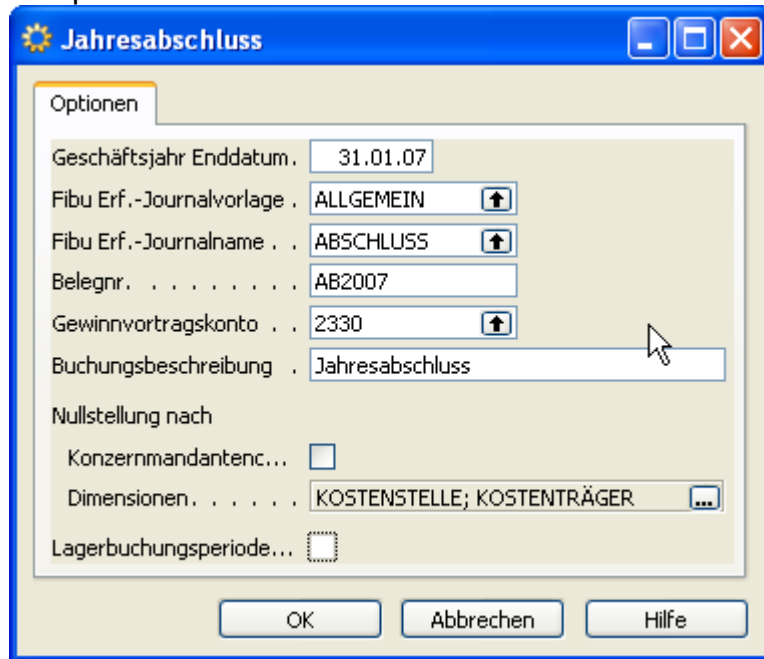 Jahresabschluss
Optionen
Geschäftsjahr Enddatum. 31.01.07
Fibu Erf.-Journalvorlage . ALLGEMEIN
Fibu Erf.-Journalname . . ABSCHLUSS
Belegnr. . . . . . . . . AB2007
Gewinnvortragskonto . . 2330
Buchungsbeschreibung . Jahresabschluss
Nullstellung nach
Konzernmandantenc...
Dimensionen. . . . . . KOSTENSTELLE; KOSTENTRÄGER ...
Lagerbuchungsperiode...
OK Abbrechen Hilfe